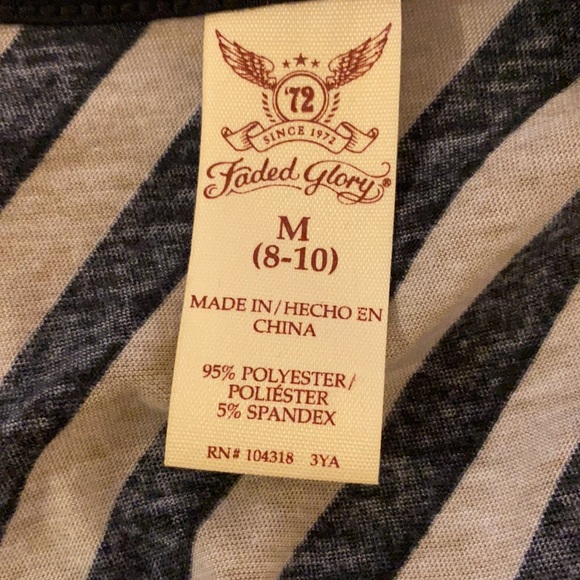 '72
SINCE 1972
Faded Glory®
M
(8-10)
MADE IN/HECHO EN
CHINA
95% POLYESTER/
POLIÉSTER
5% SPANDEX
RN# 104318 3YA